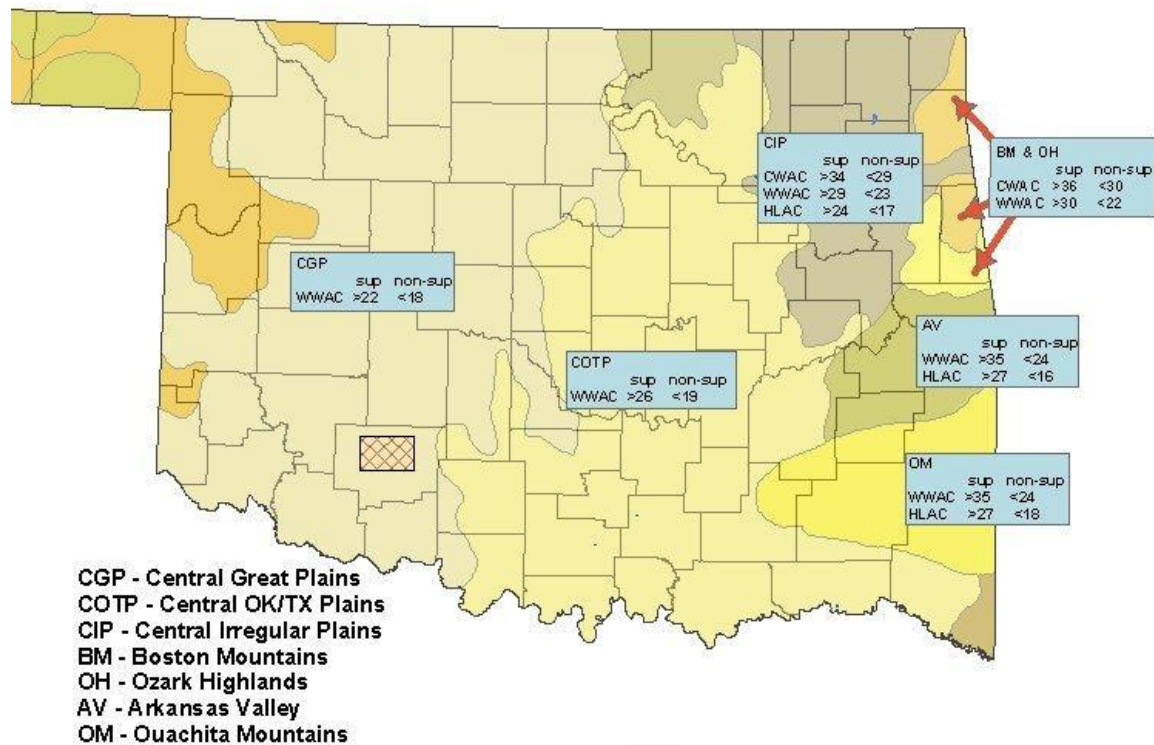 CIP
sup non-sup
CWAC >34 <29
WWAC >29 <23
HLAC >24 <17
BM & OH
sup non-sup
CWAC >36 <30
WWAC >30 <22
CGP
sup non-sup
WWAC >22 <18
COTP
sup non-sup
WWAC >26 <19
AV
sup non-sup
WWAC >35 <24
HLAC >27 <16
OM
sup non-sup
WWAC >35 <24
HLAC >27 <18
CGP - Central Great Plains
COTP - Central OK/TX Plains
CIP - Central Irregular Plains
BM - Boston Mountains
OH - Ozark Highlands
AV - Arkansas Valley
OM - Ouachita Mountains